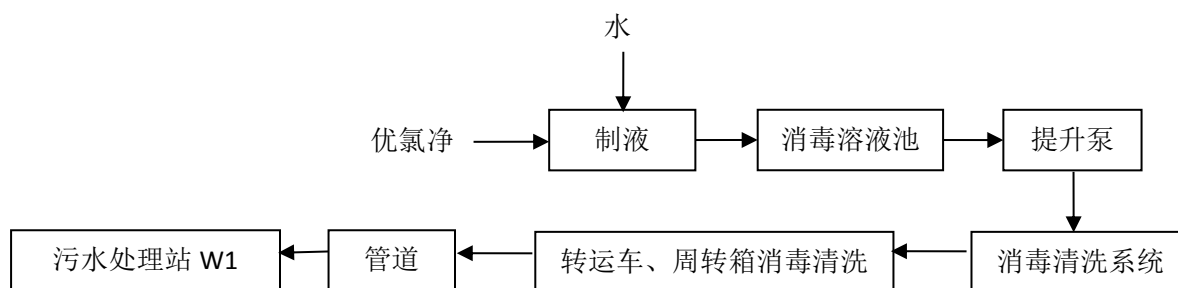 水
优氯净
制液
消毒溶液池
提升泵
污水处理站 W1
管道
转运车、周转箱消毒清洗
消毒清洗系统